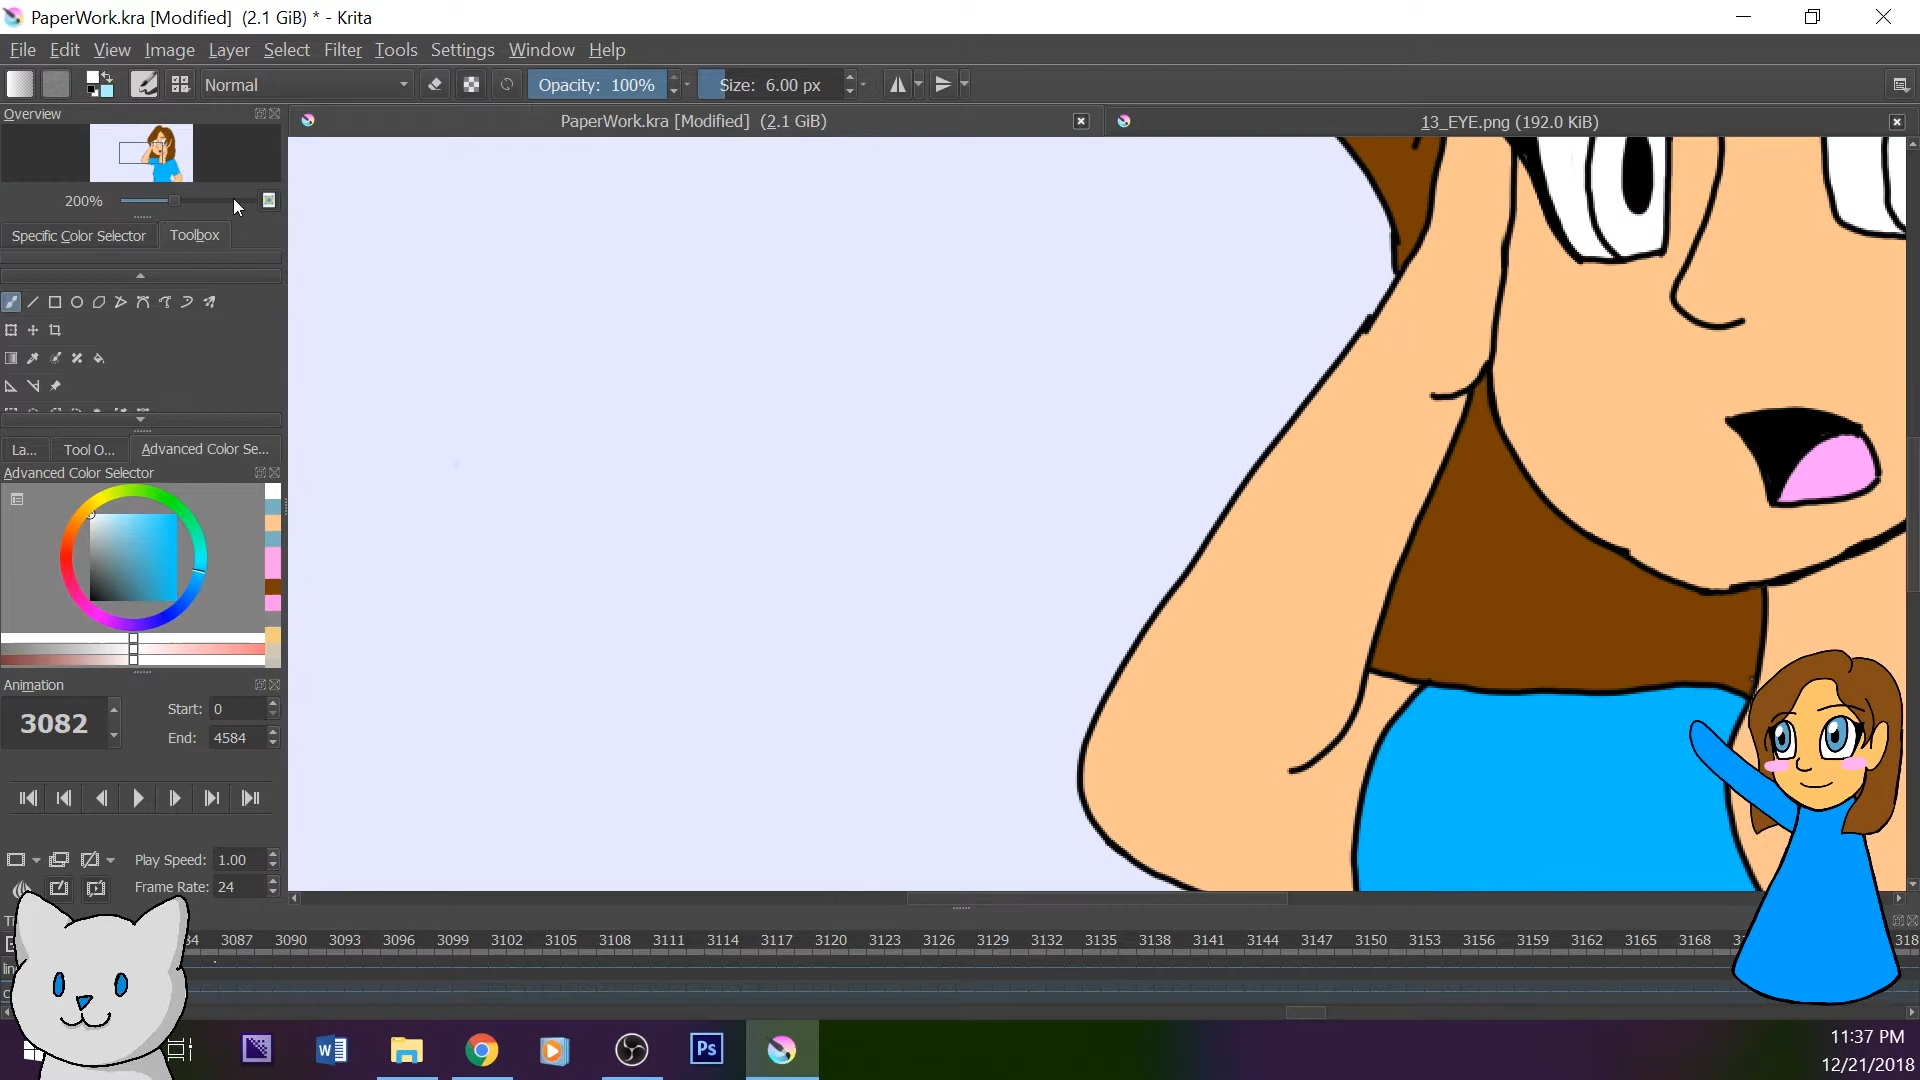 PaperWork.kra [Modified]  (2.1 GiB) * - Krita
File Edit View Image Layer Select Filter Tools Settings Window Help
Normal Opacity: 100% Size: 6.00 px
Overview
PaperWork.kra [Modified]  (2.1 GiB)
13_EYE.png (192.0 KiB)
200%
Specific Color Selector Toolbox
La... Tool O... Advanced Color Se...
Advanced Color Selector
Animation
3082
Start: 0
End: 4584
Play Speed: 1.00
Frame Rate: 24
3087 3090 3093 3096 3099 3102 3105 3108 3111 3114 3117 3120 3123 3126 3129 3132 3135 3138 3141 3144 3147 3150 3153 3156 3159 3162 3165 3168
Ps
11:37 PM
12/21/2018